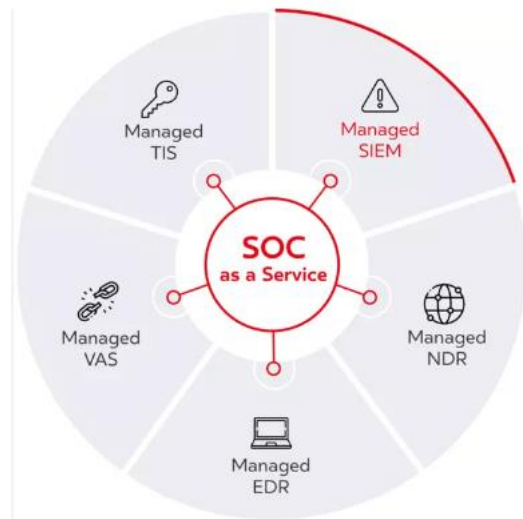 Managed
TIS
Managed
SIEM
SOC
as a Service
Managed
VAS
Managed
NDR
Managed
EDR